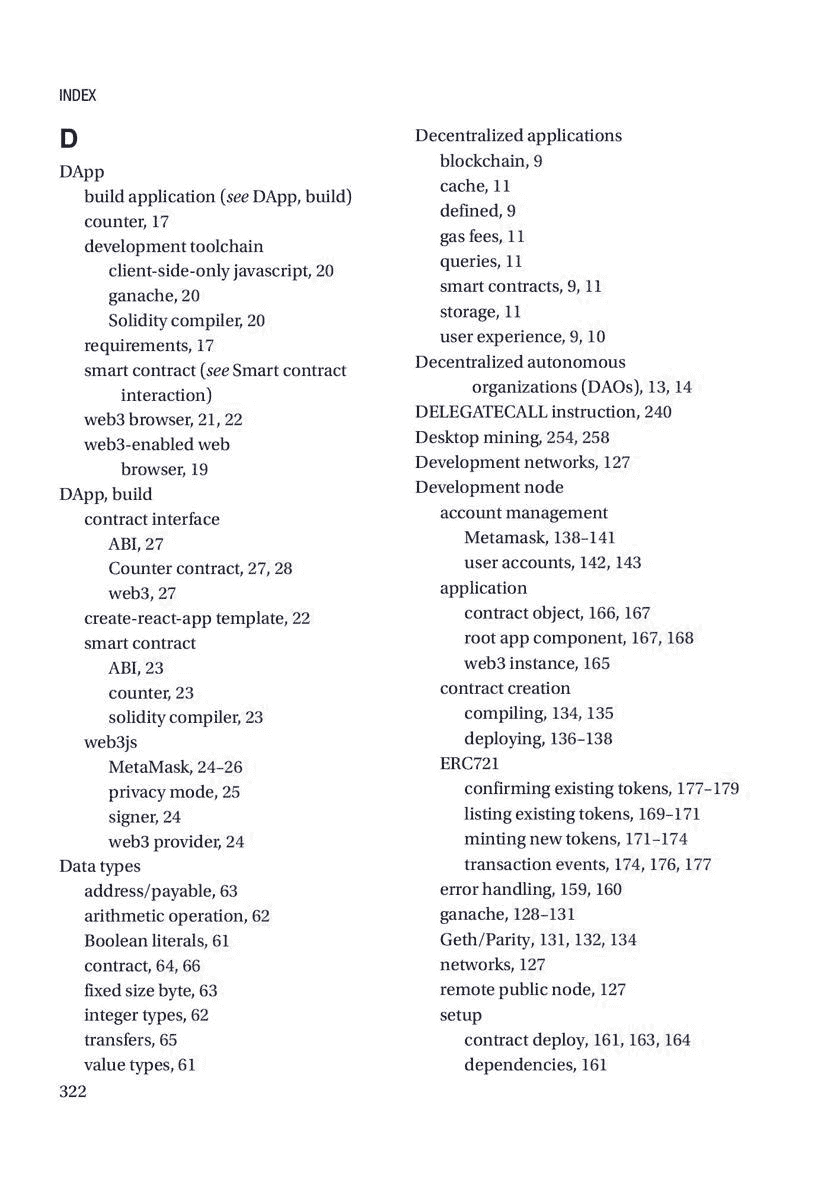 INDEX
D
DApp
build application (see DApp, build)
counter, 17
development toolchain
client-side-only javascript, 20
ganache, 20
Solidity compiler, 20
requirements, 17
smart contract (see Smart contract
interaction)
web3 browser, 21, 22
web3-enabled web
browser, 19
DApp, build
contract interface
ABI, 27
Counter contract, 27, 28
web3, 27
create-react-app template, 22
smart contract
ABI, 23
counter, 23
solidity compiler, 23
web3js
MetaMask, 24–26
privacy mode, 25
signer, 24
web3 provider, 24
Data types
address/payable, 63
arithmetic operation, 62
Boolean literals, 61
contract, 64, 66
fixed size byte, 63
integer types, 62
transfers, 65
value types, 61
Decentralized applications
blockchain, 9
cache, 11
defined, 9
gas fees, 11
queries, 11
smart contracts, 9, 11
storage, 11
user experience, 9, 10
Decentralized autonomous
organizations (DAOs), 13, 14
DELEGATECALL instruction, 240
Desktop mining, 254, 258
Development networks, 127
Development node
account management
Metamask, 138–141
user accounts, 142, 143
application
contract object, 166, 167
root app component, 167, 168
web3 instance, 165
contract creation
compiling, 134, 135
deploying, 136–138
ERC721
confirming existing tokens, 177–179
listing existing tokens, 169–171
minting new tokens, 171–174
transaction events, 174, 176, 177
error handling, 159, 160
ganache, 128–131
Geth/Parity, 131, 132, 134
networks, 127
remote public node, 127
setup
contract deploy, 161, 163, 164
dependencies, 161
322